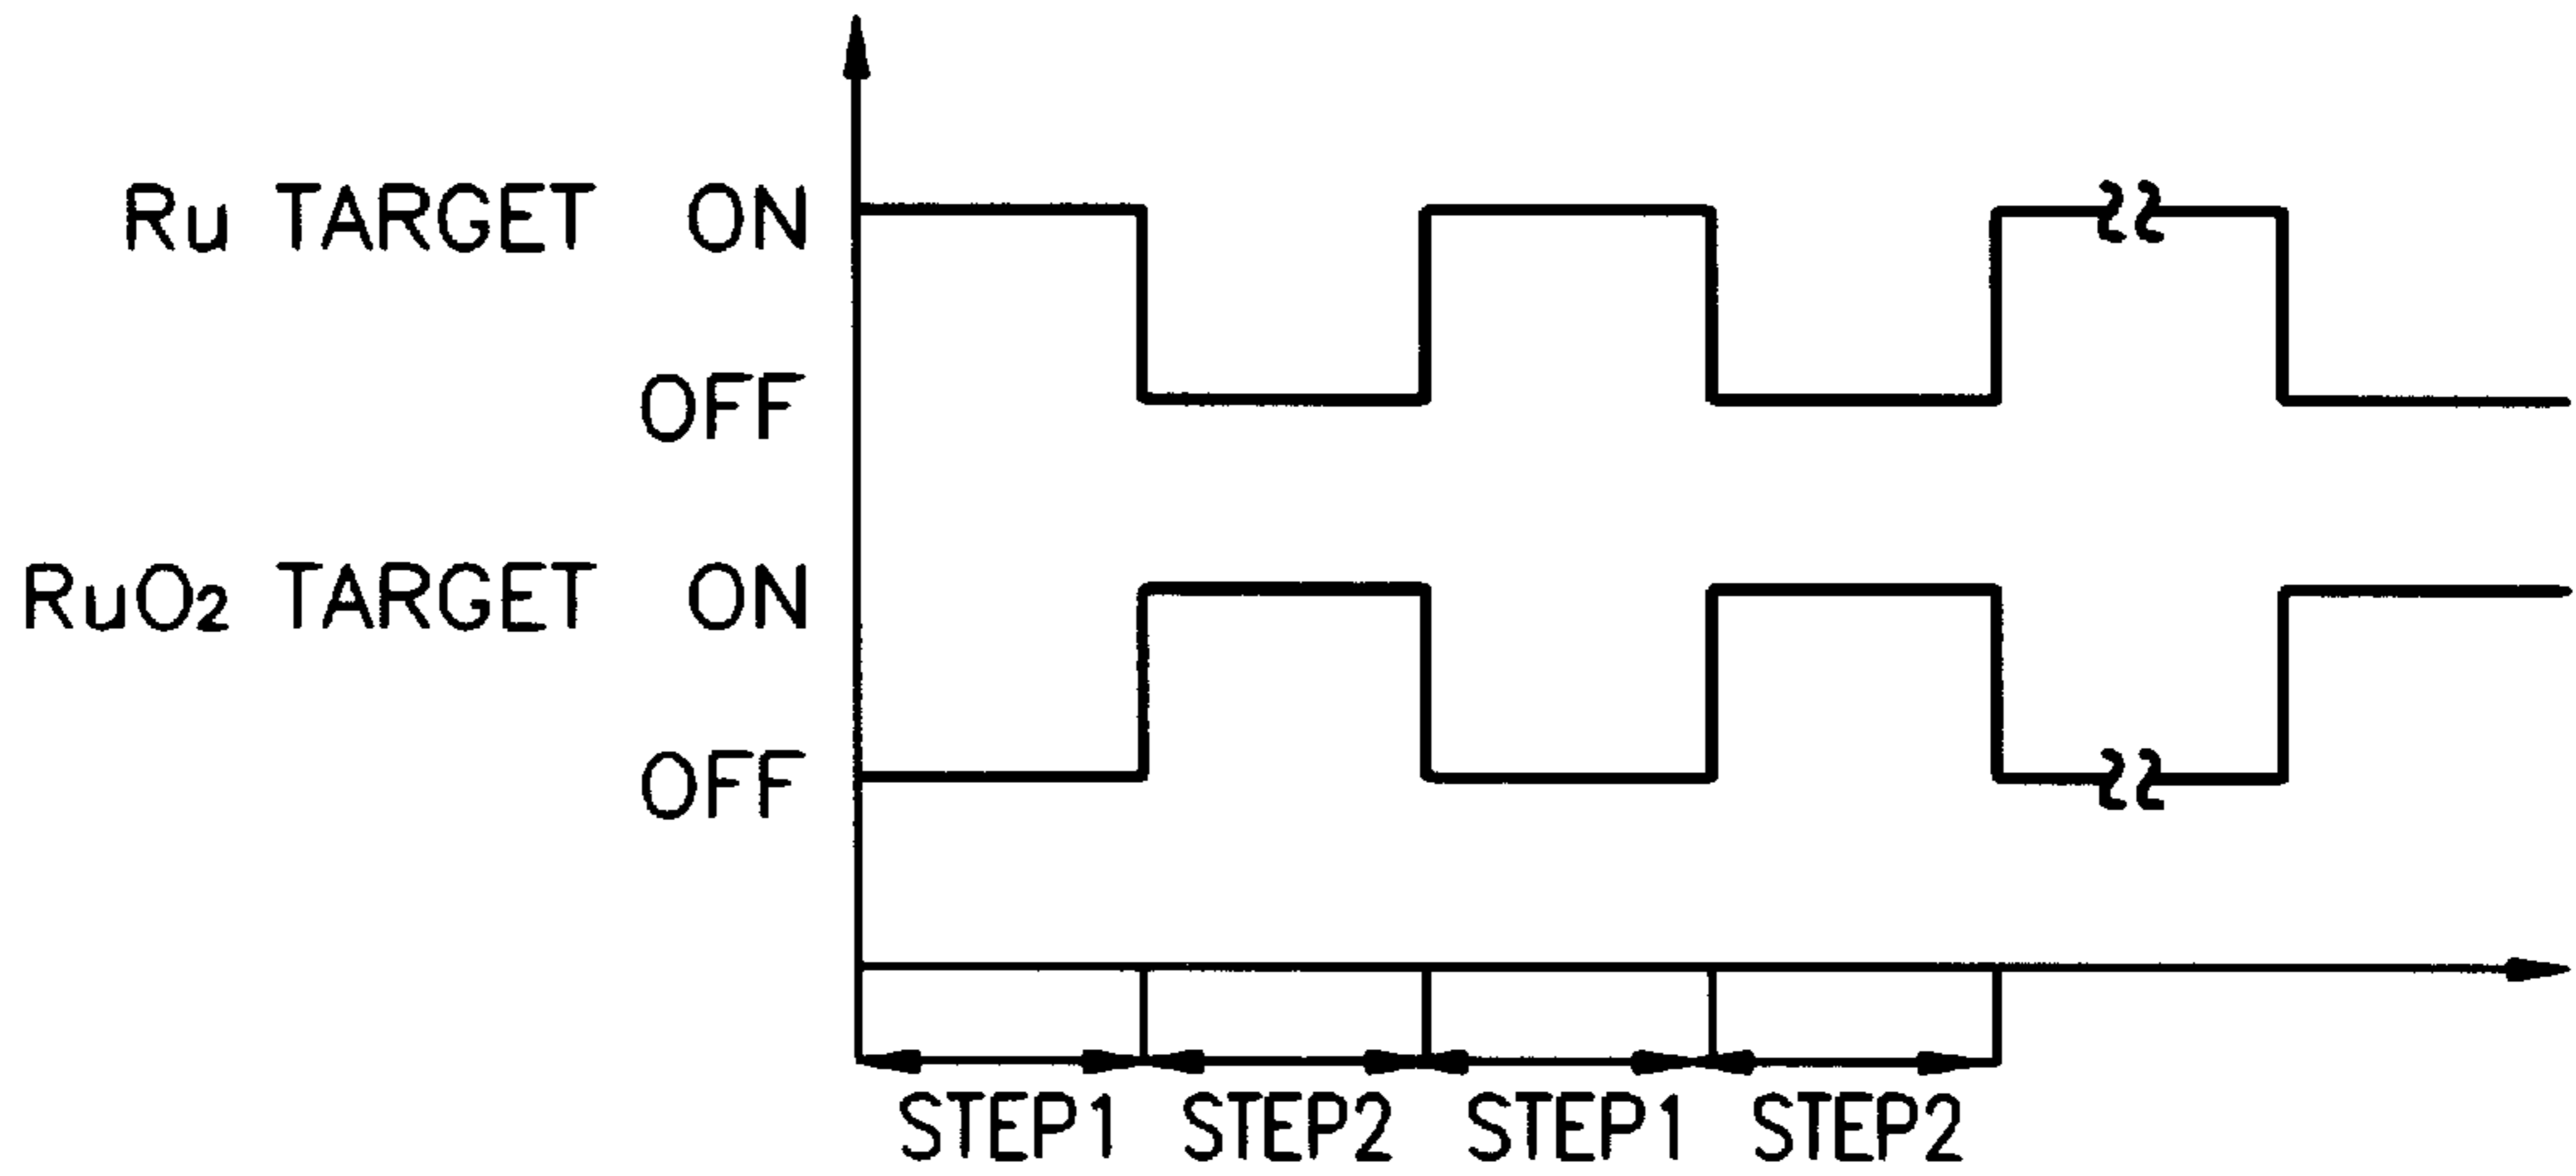 Ru TARGET ON
OFF
RuO₂ TARGET ON
OFF
STEP1 STEP2 STEP1 STEP2